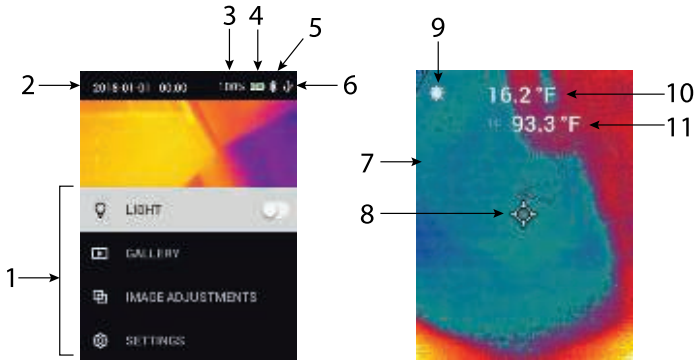 3 4 5
2 2018-01-01 00:00 100% 6
9
16.2 °F 10
93.3 °F 11
7
8
1
LIGHT
GALLERY
IMAGE ADJUSTMENTS
SETTINGS